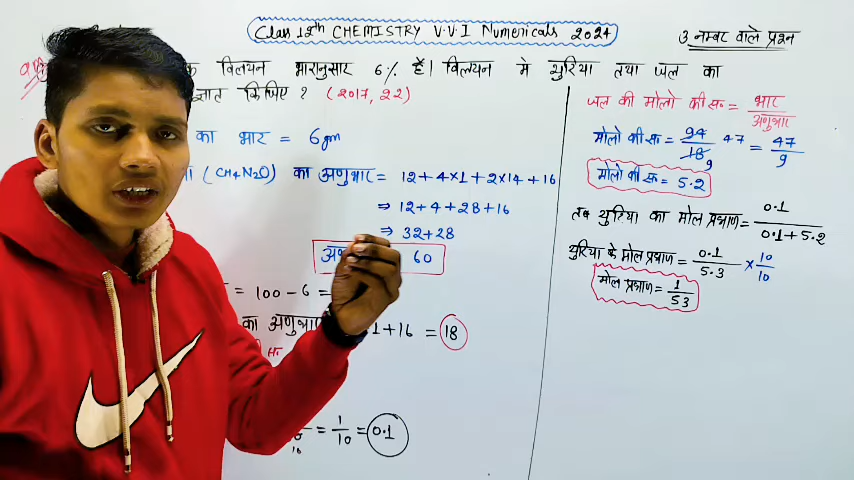 Class 12th CHEMISTRY V.V.I Numericals 2024
3 नम्बर वाले प्रश्न
विलयन भारानुसार 6% है। विलयन मे युरिया तथा जल का
ज्ञात किजिए ? (2017, 22)
का भार = 6gm
(CH4N2O) का अणुभार = 12+4×1+2×14+16
⇒ 12+4+28+16
⇒ 32+28
60
= 100-6 =
का अणुभार 1+16 = 18
= 1/10 = 0.1
जल की मोलो की सं० = भार/अणुभार
मोलो की सं० = 94/18 47/9 = 47/9
मोलो की सं० = 5.2
तब युरिया का मोल प्रभाण = 0.1/0.1+5.2
युरिया के मोल प्रभाण = 0.1/5.3 × 10/10
मोल प्रभाण = 1/53